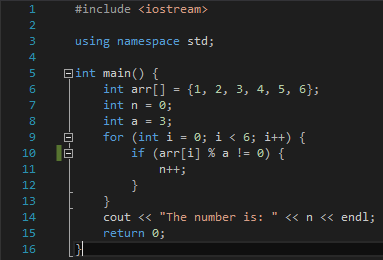 1 #include <iostream>
2
3 using namespace std;
4
5 int main() {
6 int arr[] = {1, 2, 3, 4, 5, 6};
7 int n = 0;
8 int a = 3;
9 for (int i = 0; i < 6; i++) {
10 if (arr[i] % a != 0) {
11 n++;
12 }
13 }
14 cout << "The number is: " << n << endl;
15 return 0;
16 }